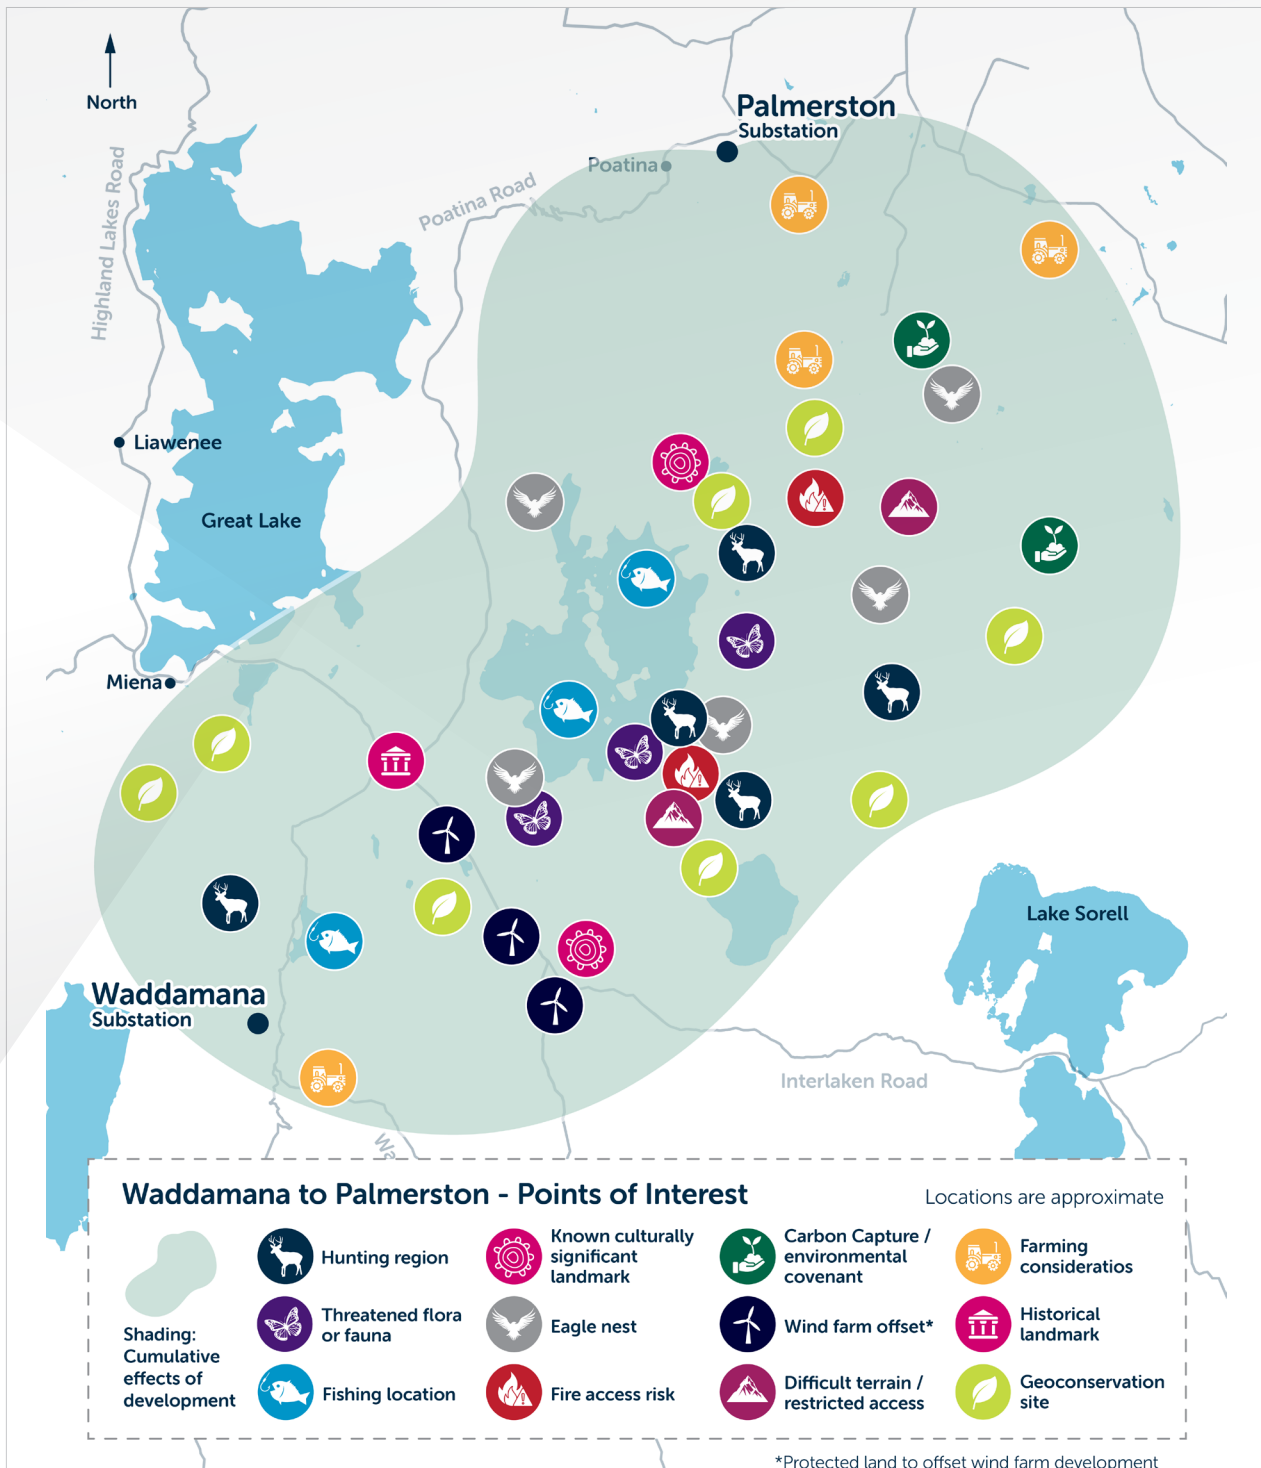 North
Palmerston
Substation
Poatina
Poatina Road
Highland Lakes Road
Liawenee
Great Lake
Miena
Lake Sorell
Waddamana
Substation
Interlaken Road
Wa
Waddamana to Palmerston - Points of Interest
Locations are approximate
Shading:
Cumulative
effects of
development
Hunting region
Threatened flora
or fauna
Fishing location
Known culturally
significant
landmark
Eagle nest
Fire access risk
Carbon Capture /
environmental
covenant
Wind farm offset*
Difficult terrain /
restricted access
Farming
consideratios
Historical
landmark
Geoconservation
site
*Protected land to offset wind farm development